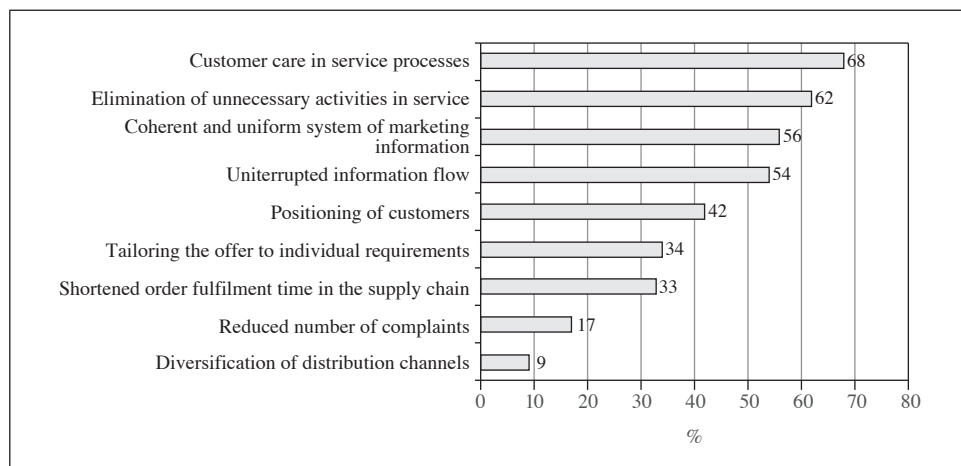 Customer care in service processes 68
Elimination of unnecessary activities in service 62
Coherent and uniform system of marketing
information 56
Uniterrupted information flow 54
Positioning of customers 42
Tailoring the offer to individual requirements 34
Shortened order fulfilment time in the supply chain 33
Reduced number of complaints 17
Diversification of distribution channels 9
0 10 20 30 40 50 60 70 80
%